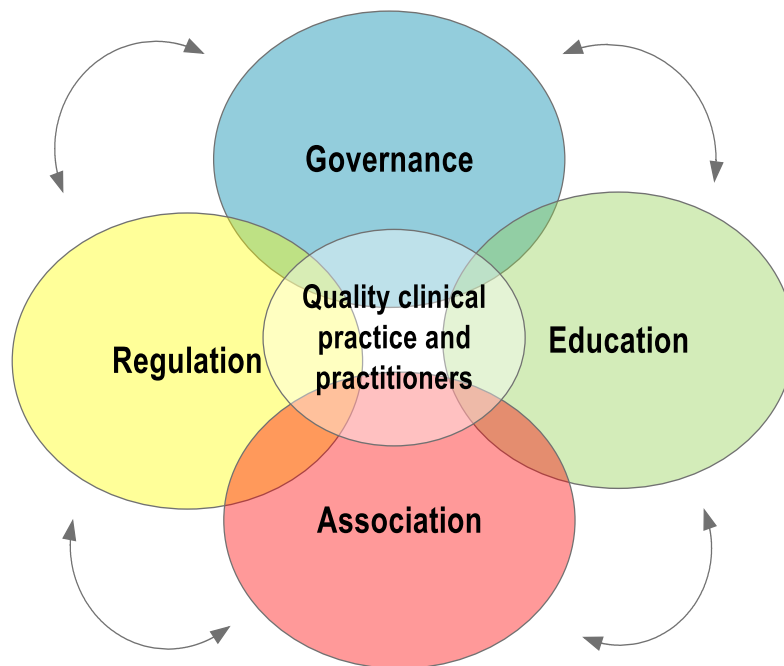 Governance
Quality clinical
practice and
practitioners
Regulation
Education
Association